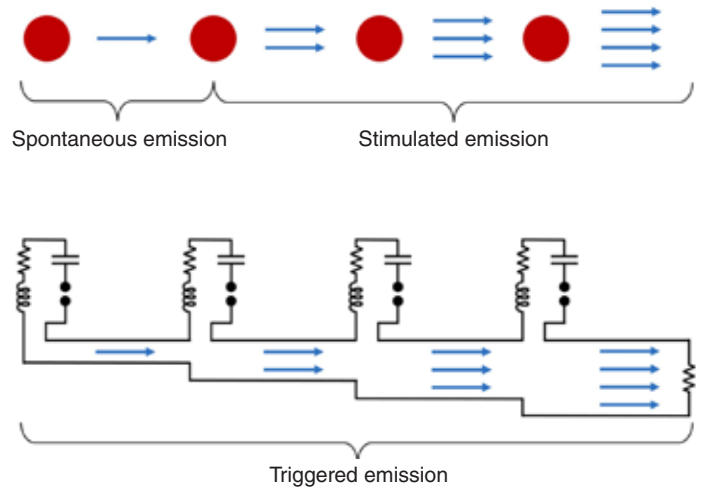 Spontaneous emission
Stimulated emission
Triggered emission